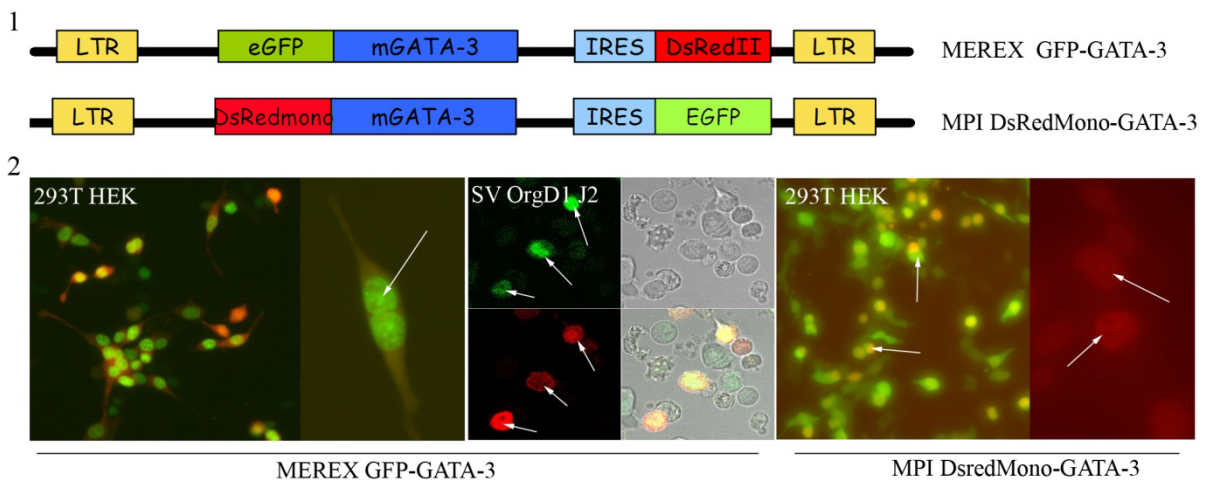 1
LTR eGFP mGATA-3 IRES DsRedII LTR MEREX GFP-GATA-3
LTR DsRedmono mGATA-3 IRES EGFP LTR MPI DsRedMono-GATA-3
2
293T HEK SV OrgD1 J2 293T HEK
MEREX GFP-GATA-3 MPI DsredMono-GATA-3